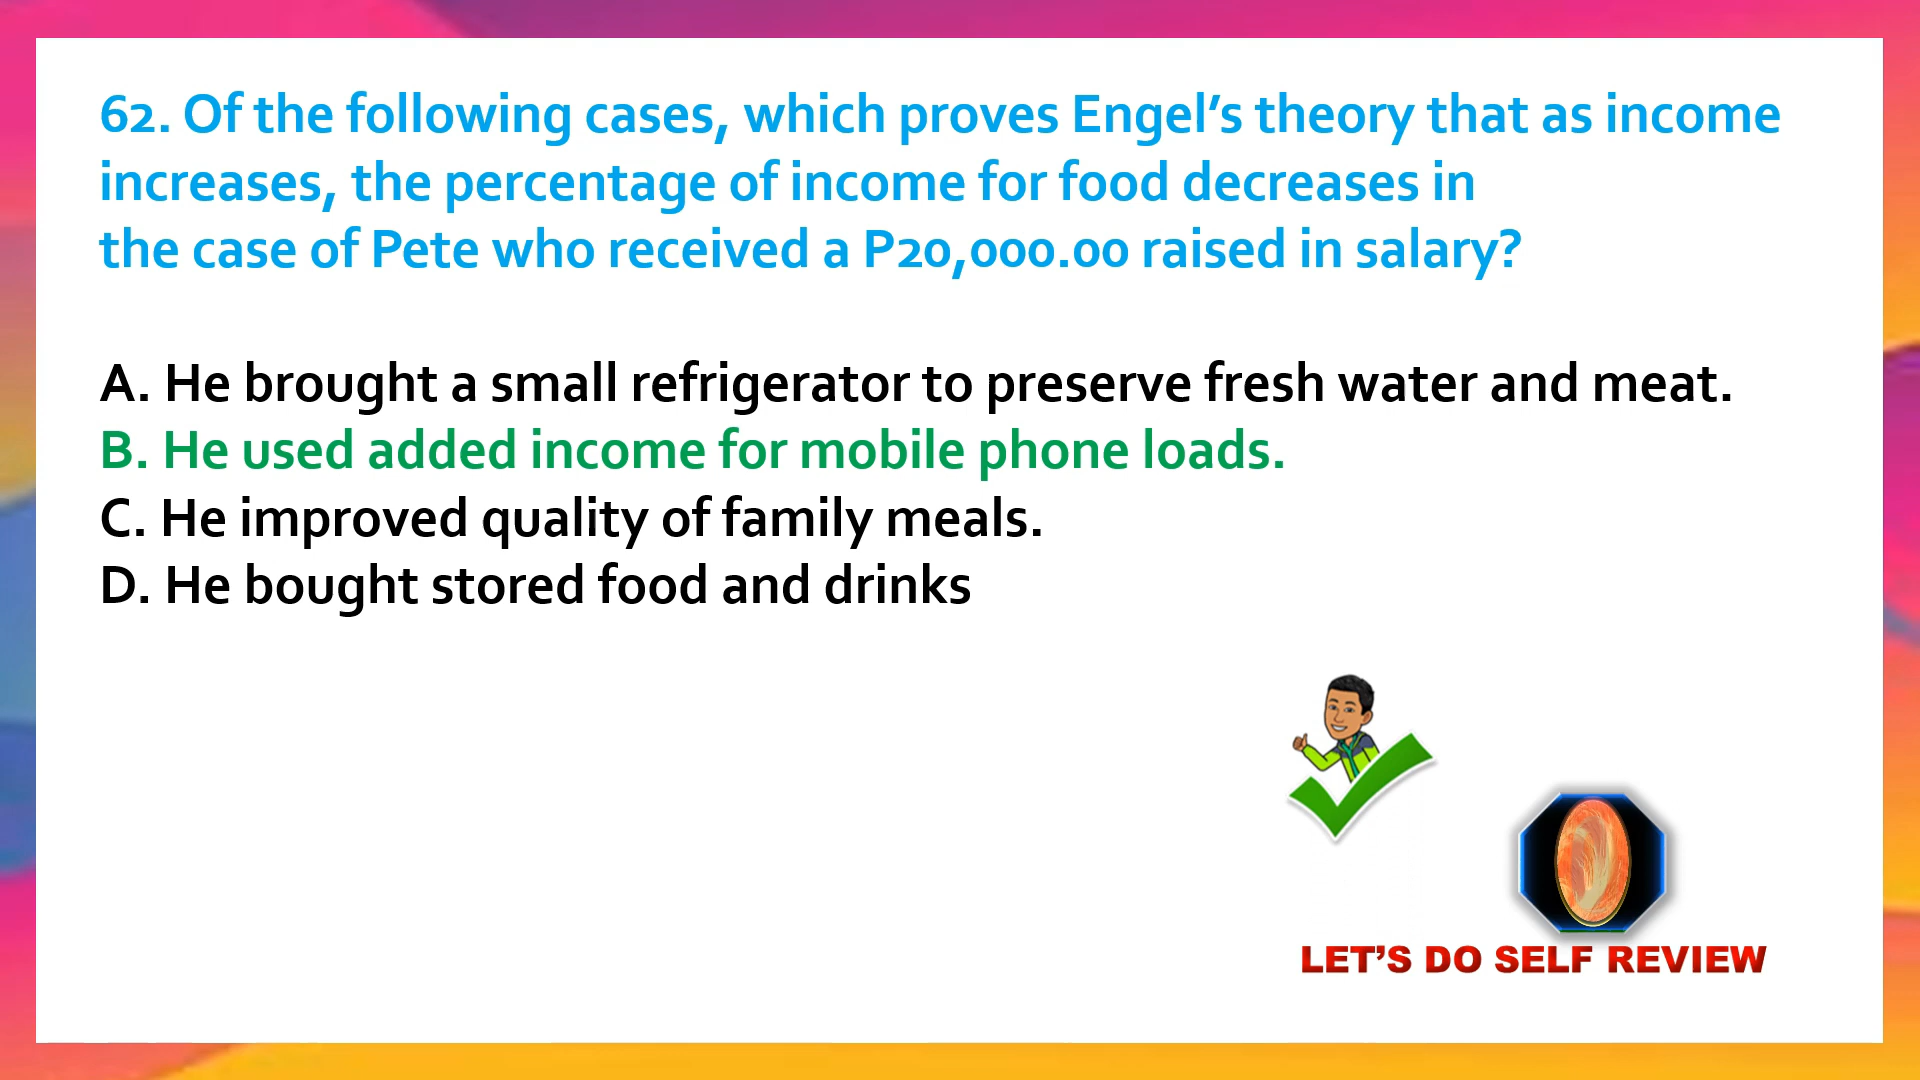 62. Of the following cases, which proves Engel’s theory that as income
increases, the percentage of income for food decreases in
the case of Pete who received a P20,000.00 raised in salary?
A. He brought a small refrigerator to preserve fresh water and meat.
B. He used added income for mobile phone loads.
C. He improved quality of family meals.
D. He bought stored food and drinks
LET’S DO SELF REVIEW